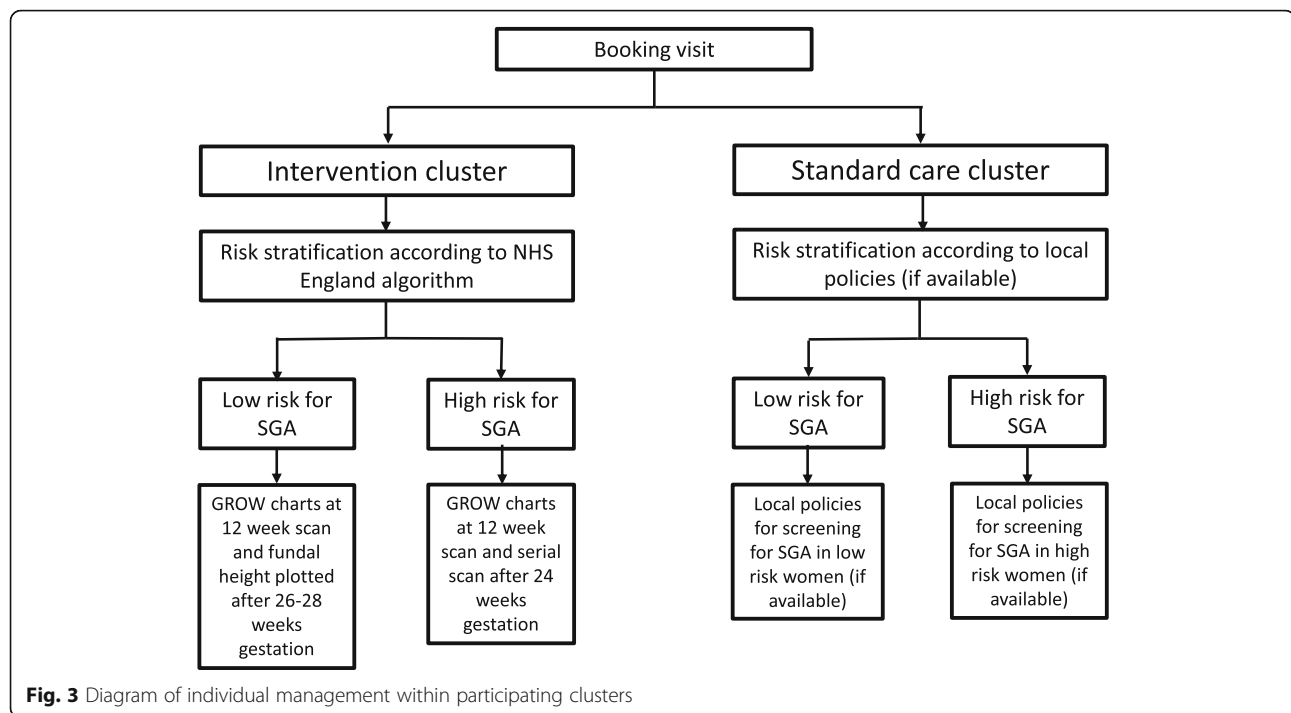 Booking visit
Intervention cluster
Standard care cluster
Risk stratification according to NHS
England algorithm
Risk stratification according to local
policies (if available)
Low risk for
SGA
High risk for
SGA
Low risk for
SGA
High risk for
SGA
GROW charts at
12 week scan
and fundal
height plotted
after 26-28
weeks
gestation
GROW charts
at 12 week
scan and serial
scan after 24
weeks
gestation
Local policies
for screening
for SGA in low
risk women (if
available)
Local policies
for screening
for SGA in high
risk women (if
available)
Fig. 3 Diagram of individual management within participating clusters